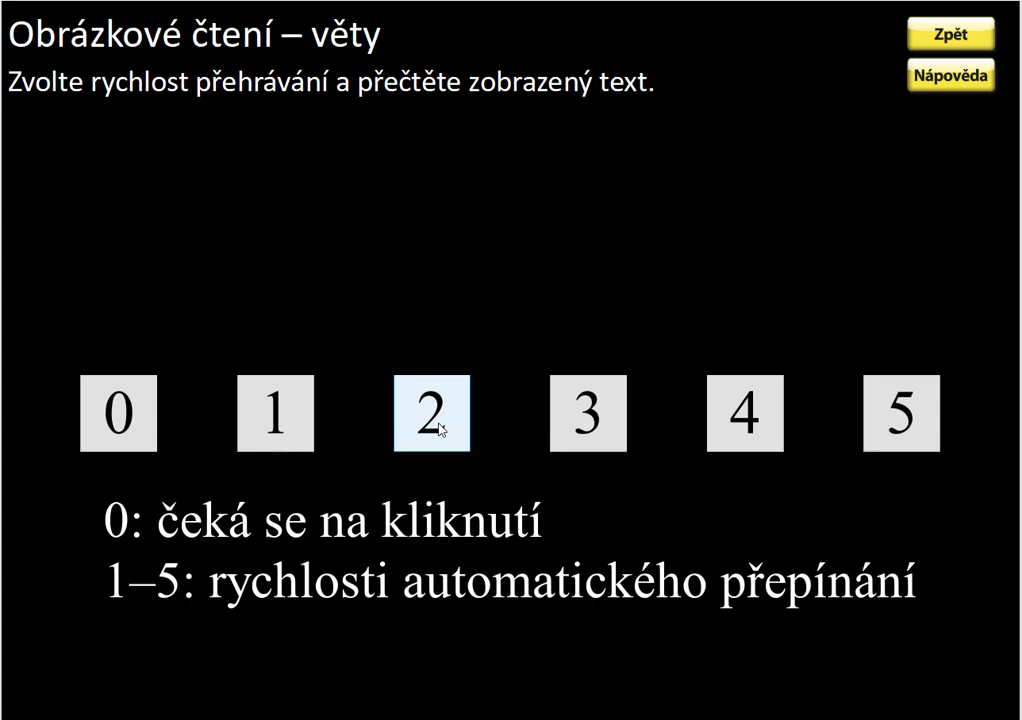 Obrázkové čtení – věty
Zpět
Zvolte rychlost přehrávání a přečtěte zobrazený text.
Nápověda
0 1 2 3 4 5
0: čeká se na kliknutí
1–5: rychlosti automatického přepínání